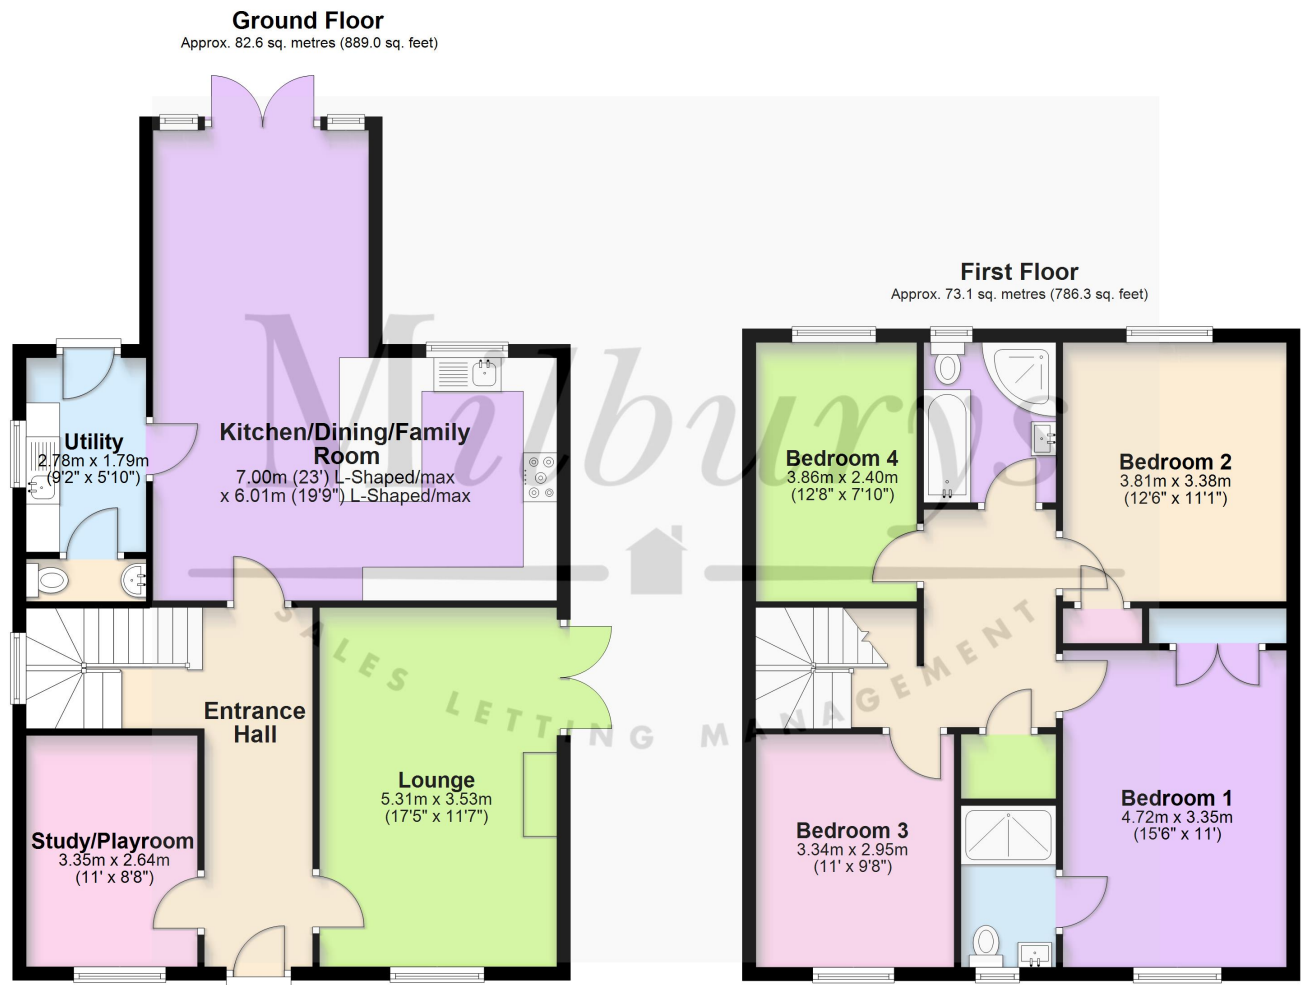 Ground Floor
Approx. 82.6 sq. metres (889.0 sq. feet)
First Floor
Approx. 73.1 sq. metres (786.3 sq. feet)
Milburys
SALES LETTING MANAGEMENT
Utility
2.78m x 1.79m
(9'2" x 5'10")
Kitchen/Dining/Family
Room
7.00m (23') L-Shaped/max
x 6.01m (19'9") L-Shaped/max
Entrance
Hall
Lounge
5.31m x 3.53m
(17'5" x 11'7")
Study/Playroom
3.35m x 2.64m
(11' x 8'8")
Bedroom 4
3.86m x 2.40m
(12'8" x 7'10")
Bedroom 2
3.81m x 3.38m
(12'6" x 11'1")
Bedroom 3
3.34m x 2.95m
(11' x 9'8")
Bedroom 1
4.72m x 3.35m
(15'6" x 11')